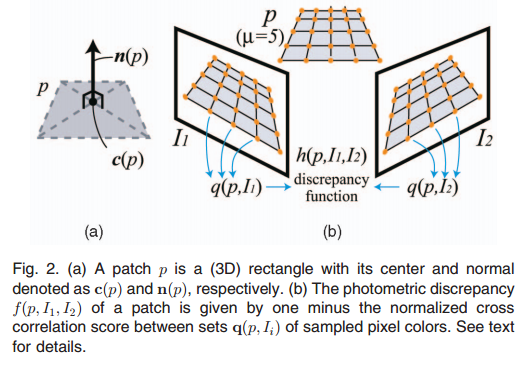 p
(μ=5)
n(p)
p
c(p)
I1
I2
h(p,I1,I2)
q(p,I1)
discrepancy
function
q(p,I2)
(a)
(b)
Fig. 2. (a) A patch p is a (3D) rectangle with its center and normal
denoted as c(p) and n(p), respectively. (b) The photometric discrepancy
f(p, I1, I2) of a patch is given by one minus the normalized cross
correlation score between sets q(p, Ii) of sampled pixel colors. See text
for details.